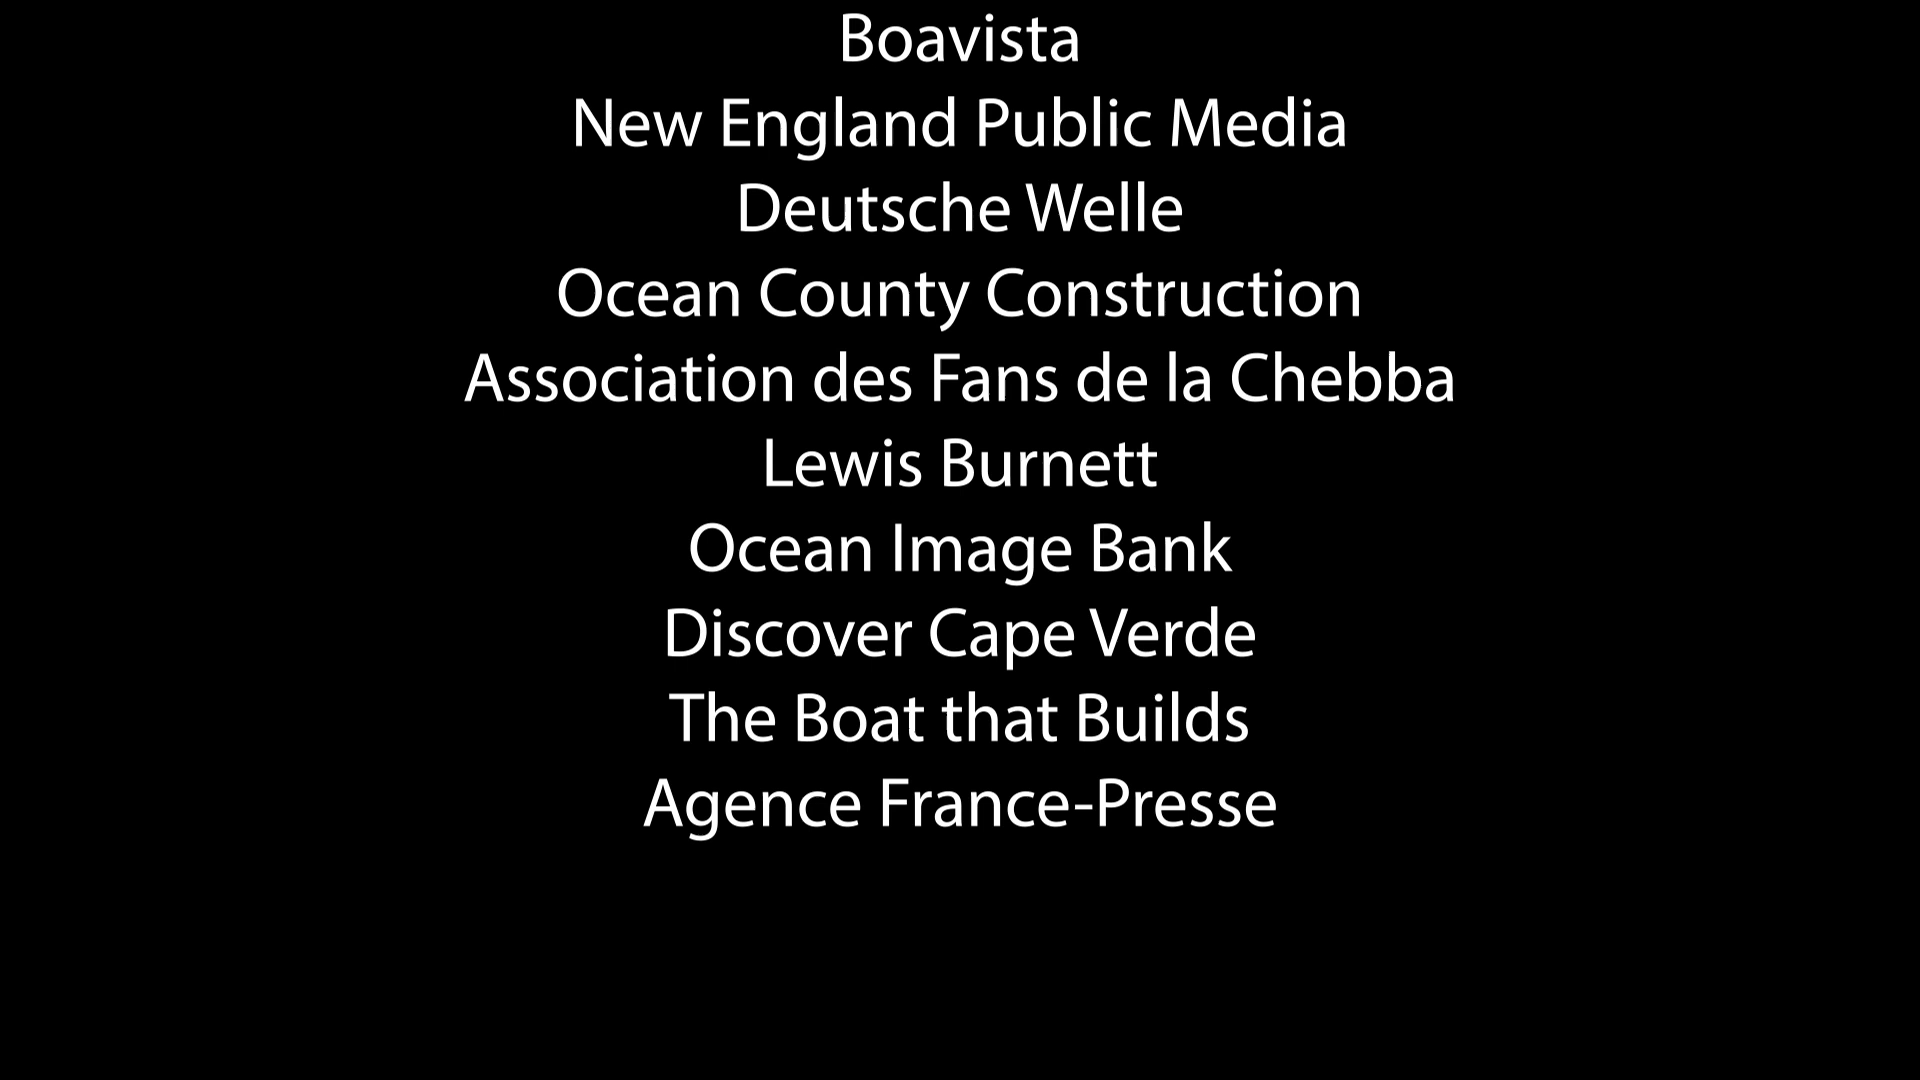 Boavista
New England Public Media
Deutsche Welle
Ocean County Construction
Association des Fans de la Chebba
Lewis Burnett
Ocean Image Bank
Discover Cape Verde
The Boat that Builds
Agence France-Presse